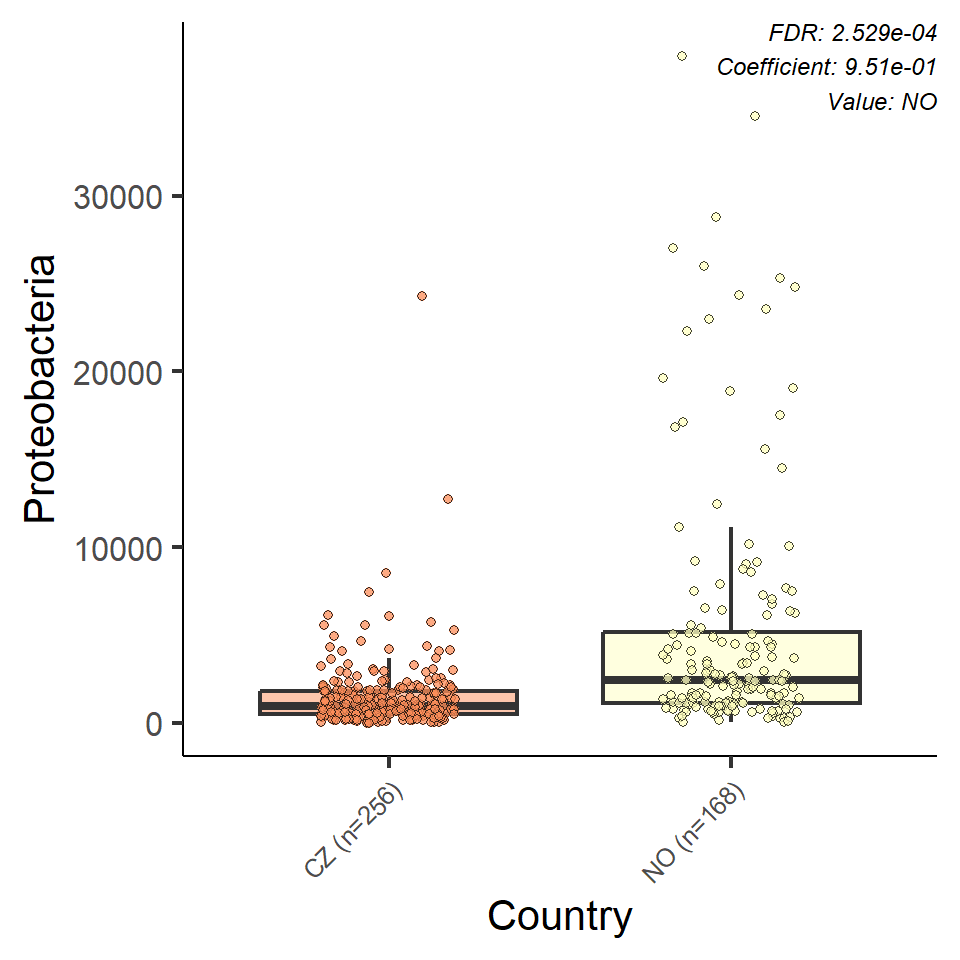 FDR: 2.529e-04
Coefficient: 9.51e-01
Value: NO
Proteobacteria
30000
20000
10000
0
CZ (n=256)
NO (n=168)
Country